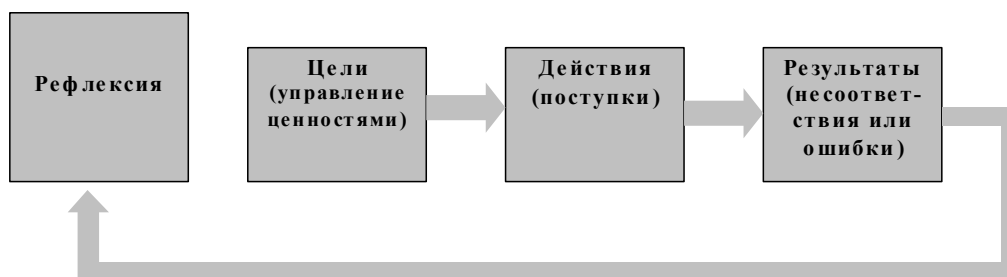 Рефлексия
Цели
(управление
ценностями)
Действия
(поступки)
Результаты
(несоответ-
ствия или
ошибки)